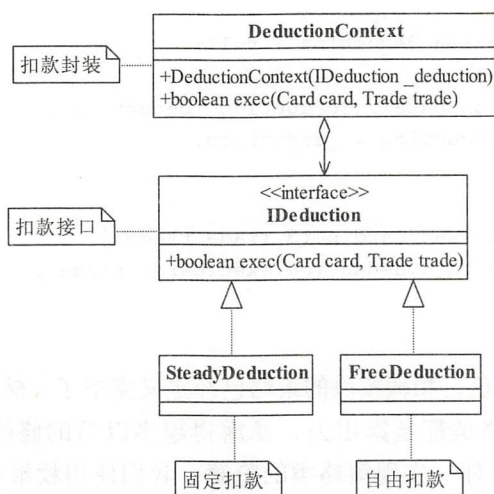 DeductionContext
扣款封装
+DeductionContext(IDeduction _deduction)
+boolean exec(Card card, Trade trade)
<<interface>>
IDeduction
扣款接口
+boolean exec(Card card, Trade trade)
SteadyDeduction
FreeDeduction
固定扣款
自由扣款